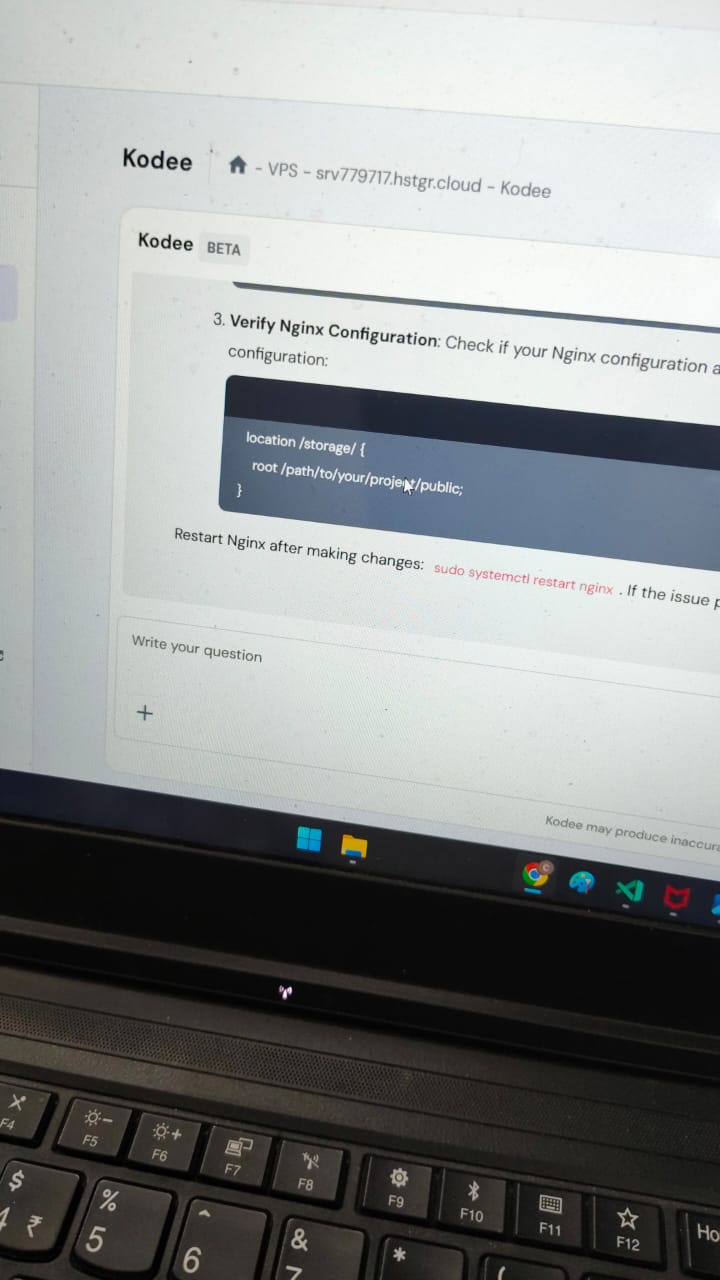 Kodee
- VPS - srv779717.hstgr.cloud - Kodee
Kodee BETA
3. Verify Nginx Configuration: Check if your Nginx configuration
configuration:
location /storage/ {
root /path/to/your/project/public;
}
Restart Nginx after making changes: sudo systemctl restart nginx . If the issue
Write your question
+
Kodee may produce
F4
F5
F6
F7
F8
F9
F10
F11
F12
Ho
$
4 ₹
%
5
^
6
&
7
*
(